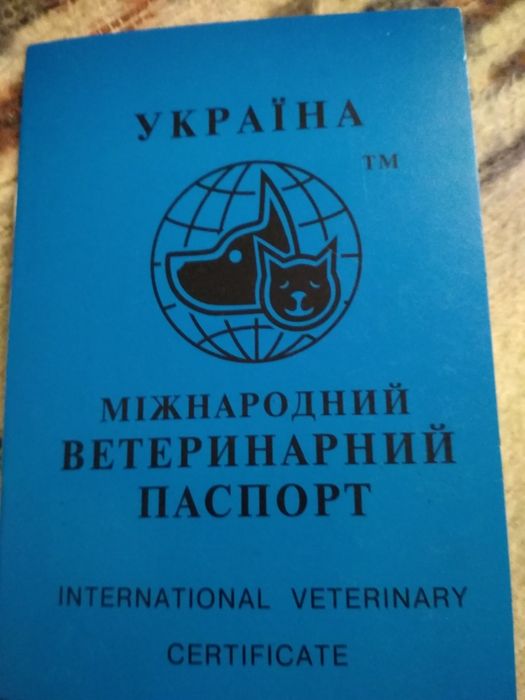 УКРАЇНА
TM
МІЖНАРОДНИЙ
ВЕТЕРИНАРНИЙ
ПАСПОРТ
INTERNATIONAL VETERINARY
CERTIFICATE